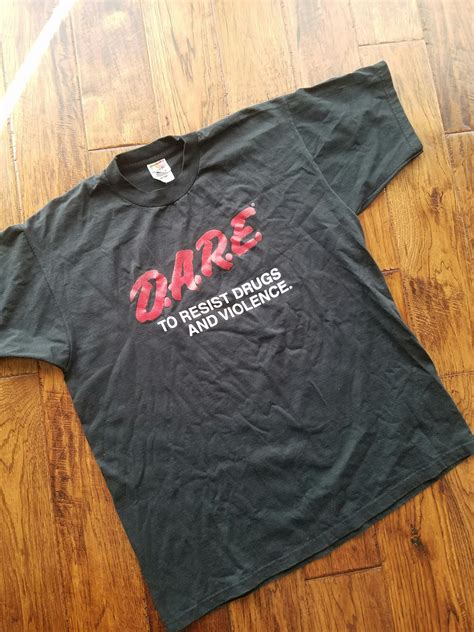 D.A.R.E.®
TO RESIST DRUGS
AND VIOLENCE.